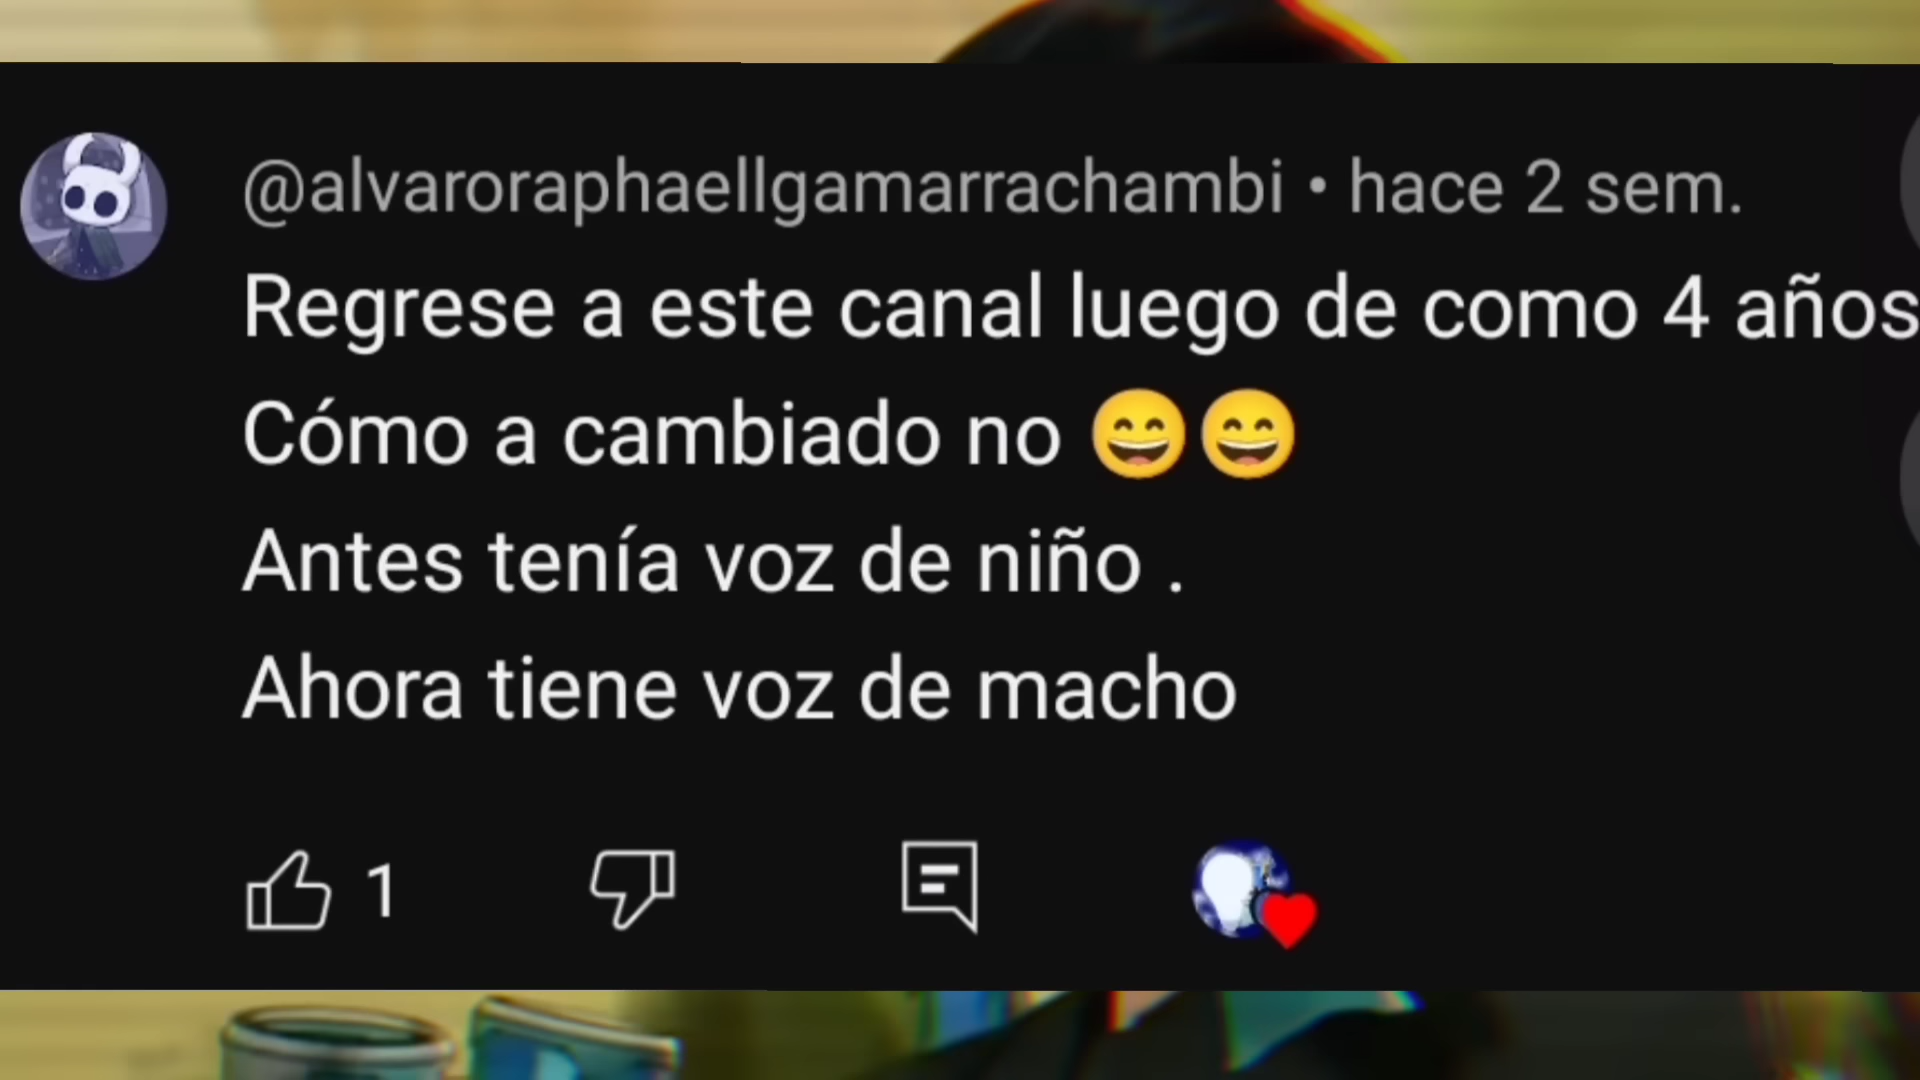 @alvaroraphaellgamarrachambi • hace 2 sem.
Regrese a este canal luego de como 4 años
Cómo a cambiado no 😄😄
Antes tenía voz de niño .
Ahora tiene voz de macho
1